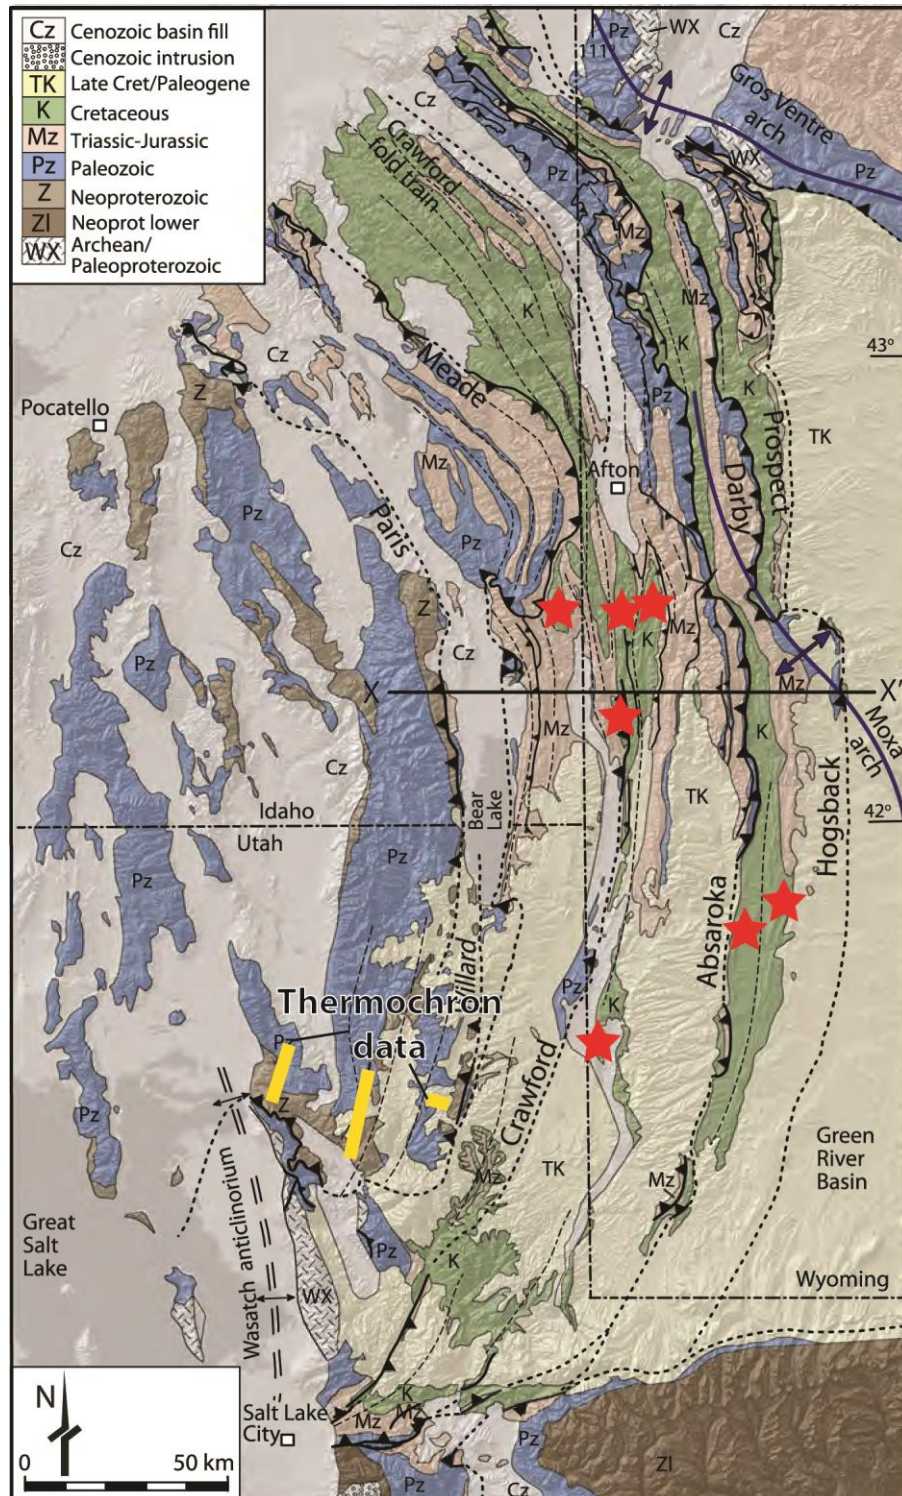 Cz Cenozoic basin fill
Cenozoic intrusion
TK Late Cret/Paleogene
K Cretaceous
Mz Triassic-Jurassic
Pz Paleozoic
Z Neoproterozoic
Zl Neoprot lower
WX Archean/
Paleoproterozoic
Pz
WX
Cz
111°
Cz
Gros Ventre
arch
WX
Pz
Crawford
fold train
Pz
Mz
K
Mz
K
43°
Cz
Meade
Z
Pocatello
Pz
K
Prospect
TK
Mz
Afton
Darby
Pz
Cz
Paris
Pz
Z
Cz
K
Mz
Pz
X
X'
Mz
Mz
K
Moxa
arch
Cz
Bear
Lake
TK
42°
Idaho
Utah
Pz
Pz
Hogsback
Absaroka
Willard
Thermochron
data
Pz
Pz
K
Z
Crawford
Pz
TK
Green
River
Basin
Mz
Mz
Great
Salt
Lake
Wasatch anticlinorium
Pz
K
WX
TK
Wyoming
N
Salt Lake
City
K
Mz
Mz
Pz
Pz
Cz
Zl
0 50 km